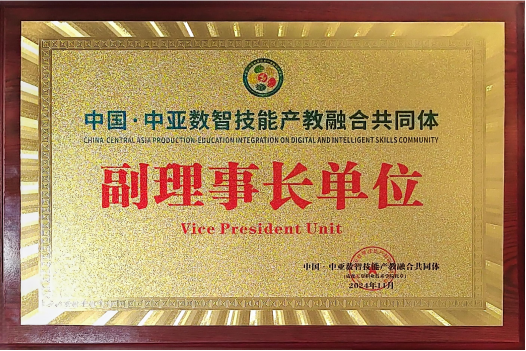 中国·中亚数智技能产教融合共同体
CHINA-CENTRAL ASIA PRODUCTION-EDUCATION INTEGRATION ON DIGITAL AND INTELLIGENT SKILLS COMMUNITY
副理事长单位
Vice President Unit
中国·中亚数智技能产教融合共同体
2024年11月